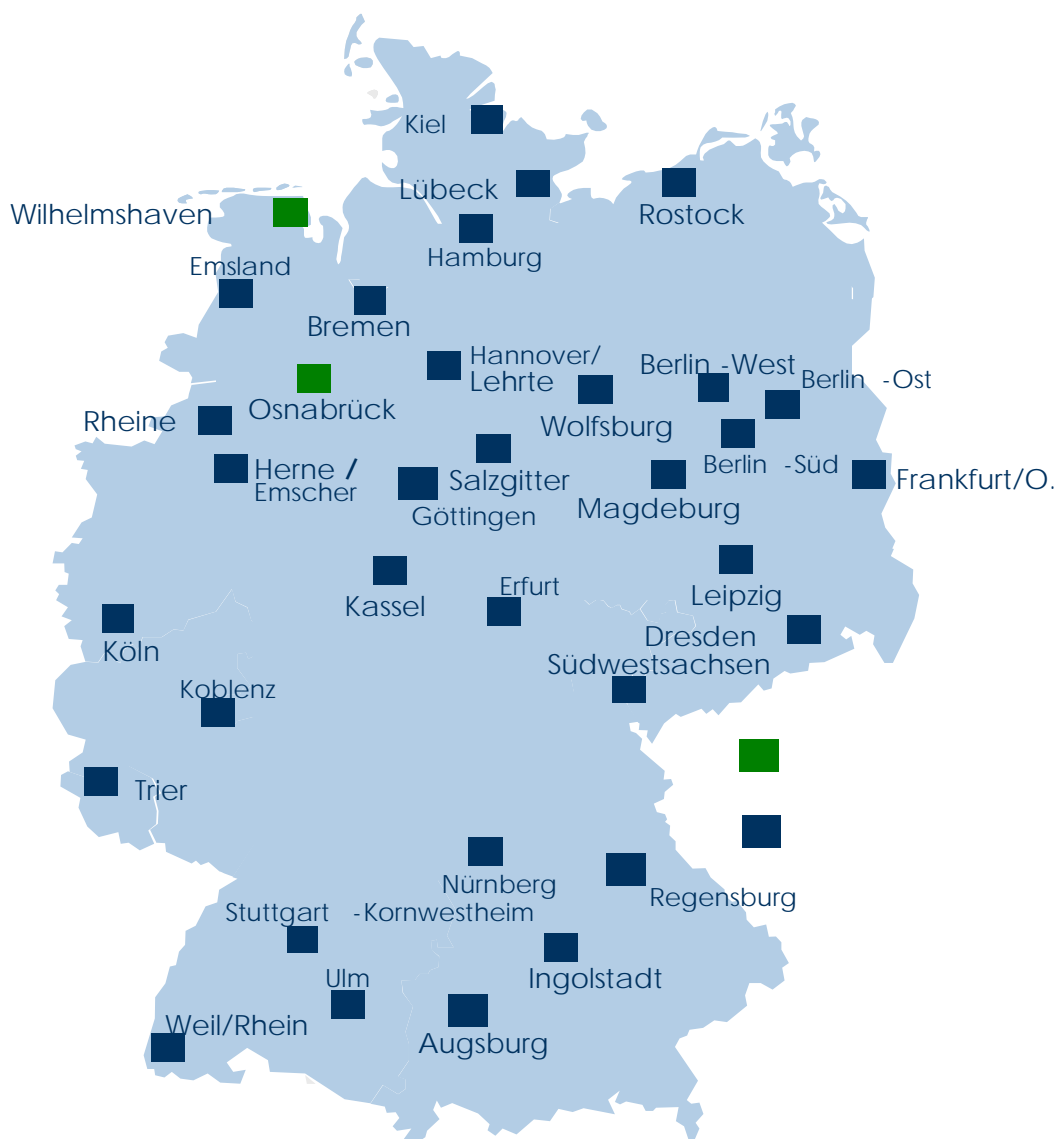 Kiel
Lübeck
Rostock
Wilhelmshaven
Hamburg
Emsland
Bremen
Hannover/
Lehrte
Berlin -West
Berlin -Ost
Osnabrück
Wolfsburg
Rheine
Berlin -Süd
Herne /
Emscher
Salzgitter
Frankfurt/O.
Göttingen
Magdeburg
Erfurt
Leipzig
Kassel
Dresden
Köln
Südwestsachsen
Koblenz
Trier
Nürnberg
Regensburg
Stuttgart -Kornwestheim
Ulm
Ingolstadt
Weil/Rhein
Augsburg